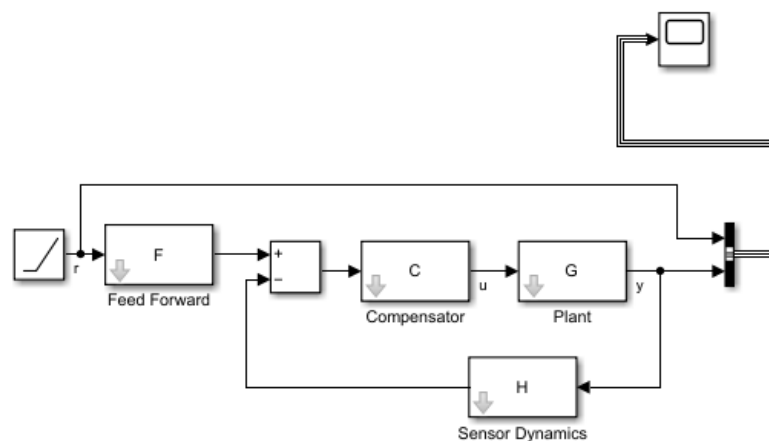 r
F
Feed Forward
+
−
C
Compensator
u
G
Plant
y
H
Sensor Dynamics